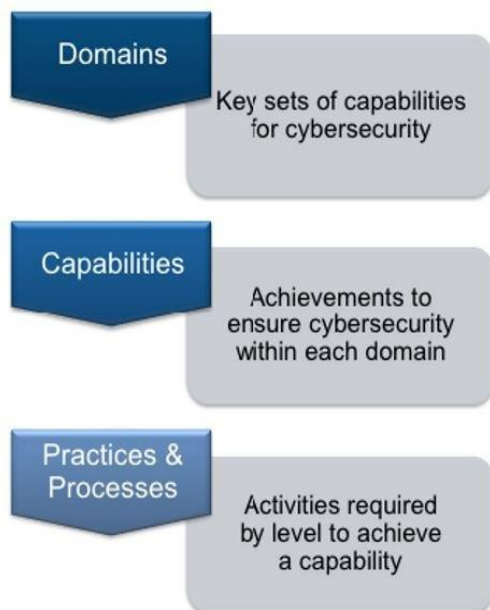 Domains
Key sets of capabilities
for cybersecurity
Capabilities
Achievements to
ensure cybersecurity
within each domain
Practices &
Processes
Activities required
by level to achieve
a capability